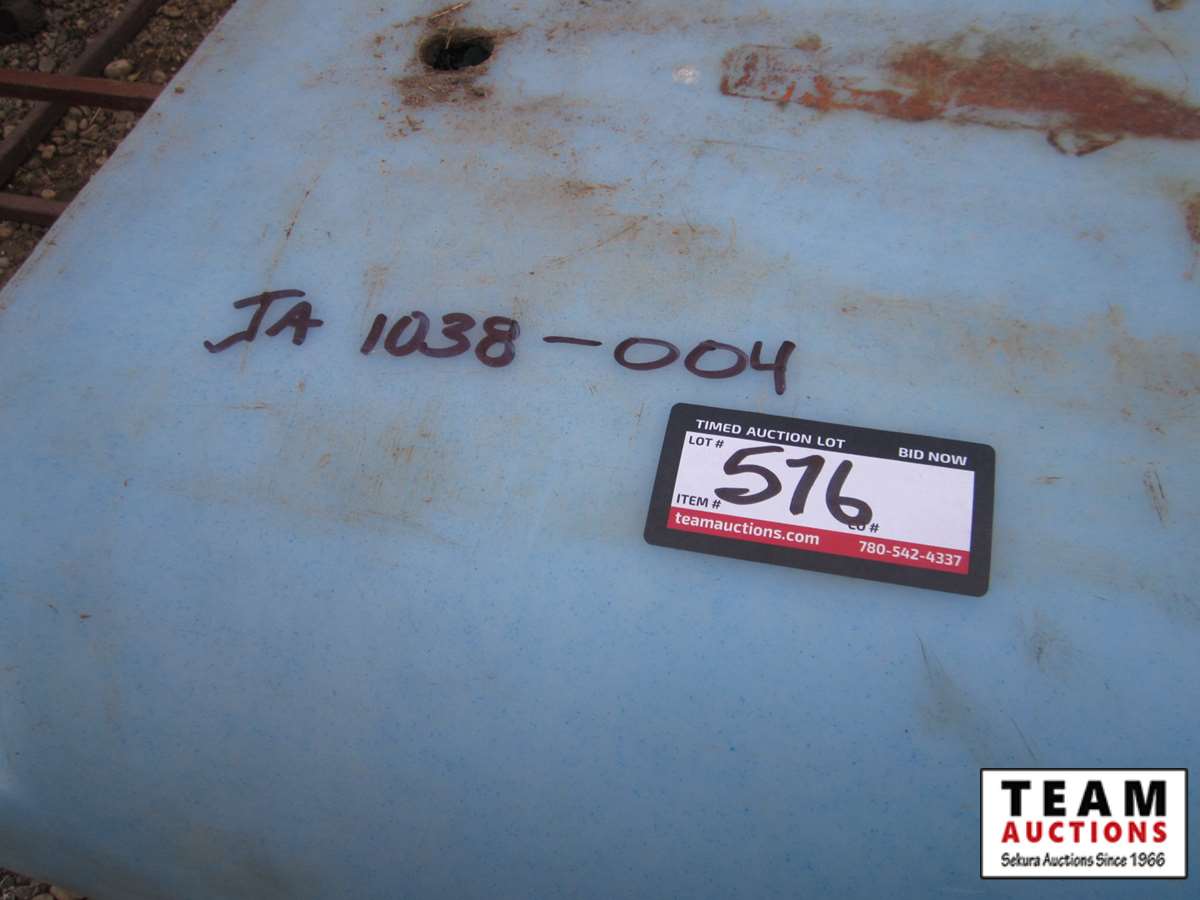 JA 1038-004
TIMED AUCTION LOT BID NOW
LOT # 576
ITEM #
teamauctions.com 780-542-4337
TEAM
AUCTIONS
Sekura Auctions Since 1966